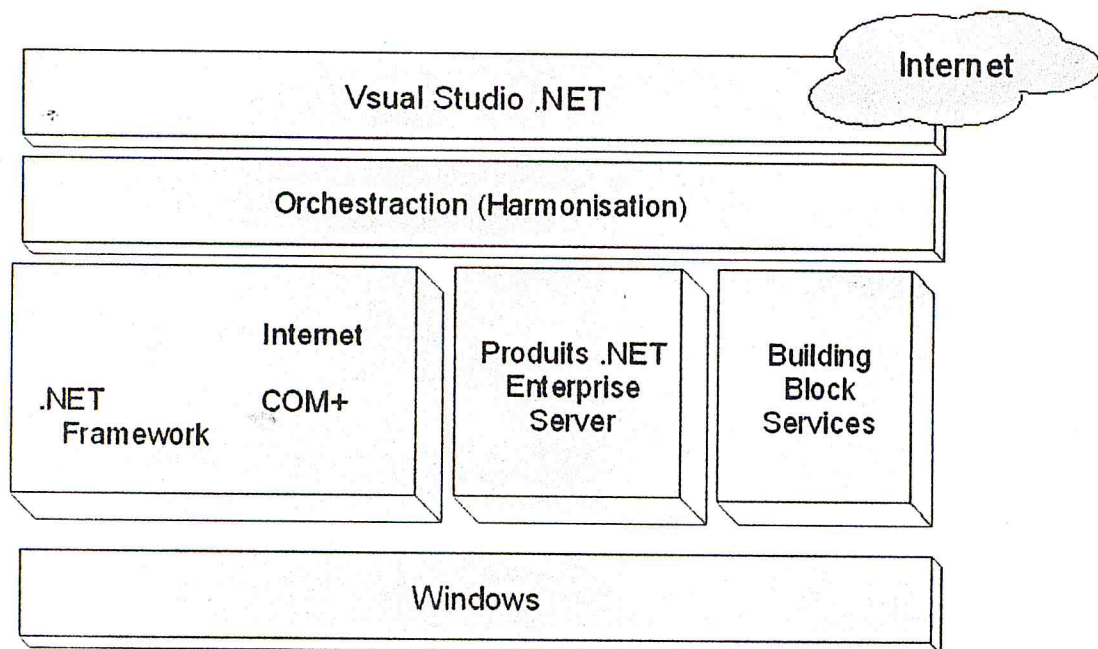 Internet
Vsual Studio .NET
Orchestraction (Harmonisation)
Internet
COM+
.NET
Framework
Produits .NET
Enterprise
Server
Building
Block
Services
Windows